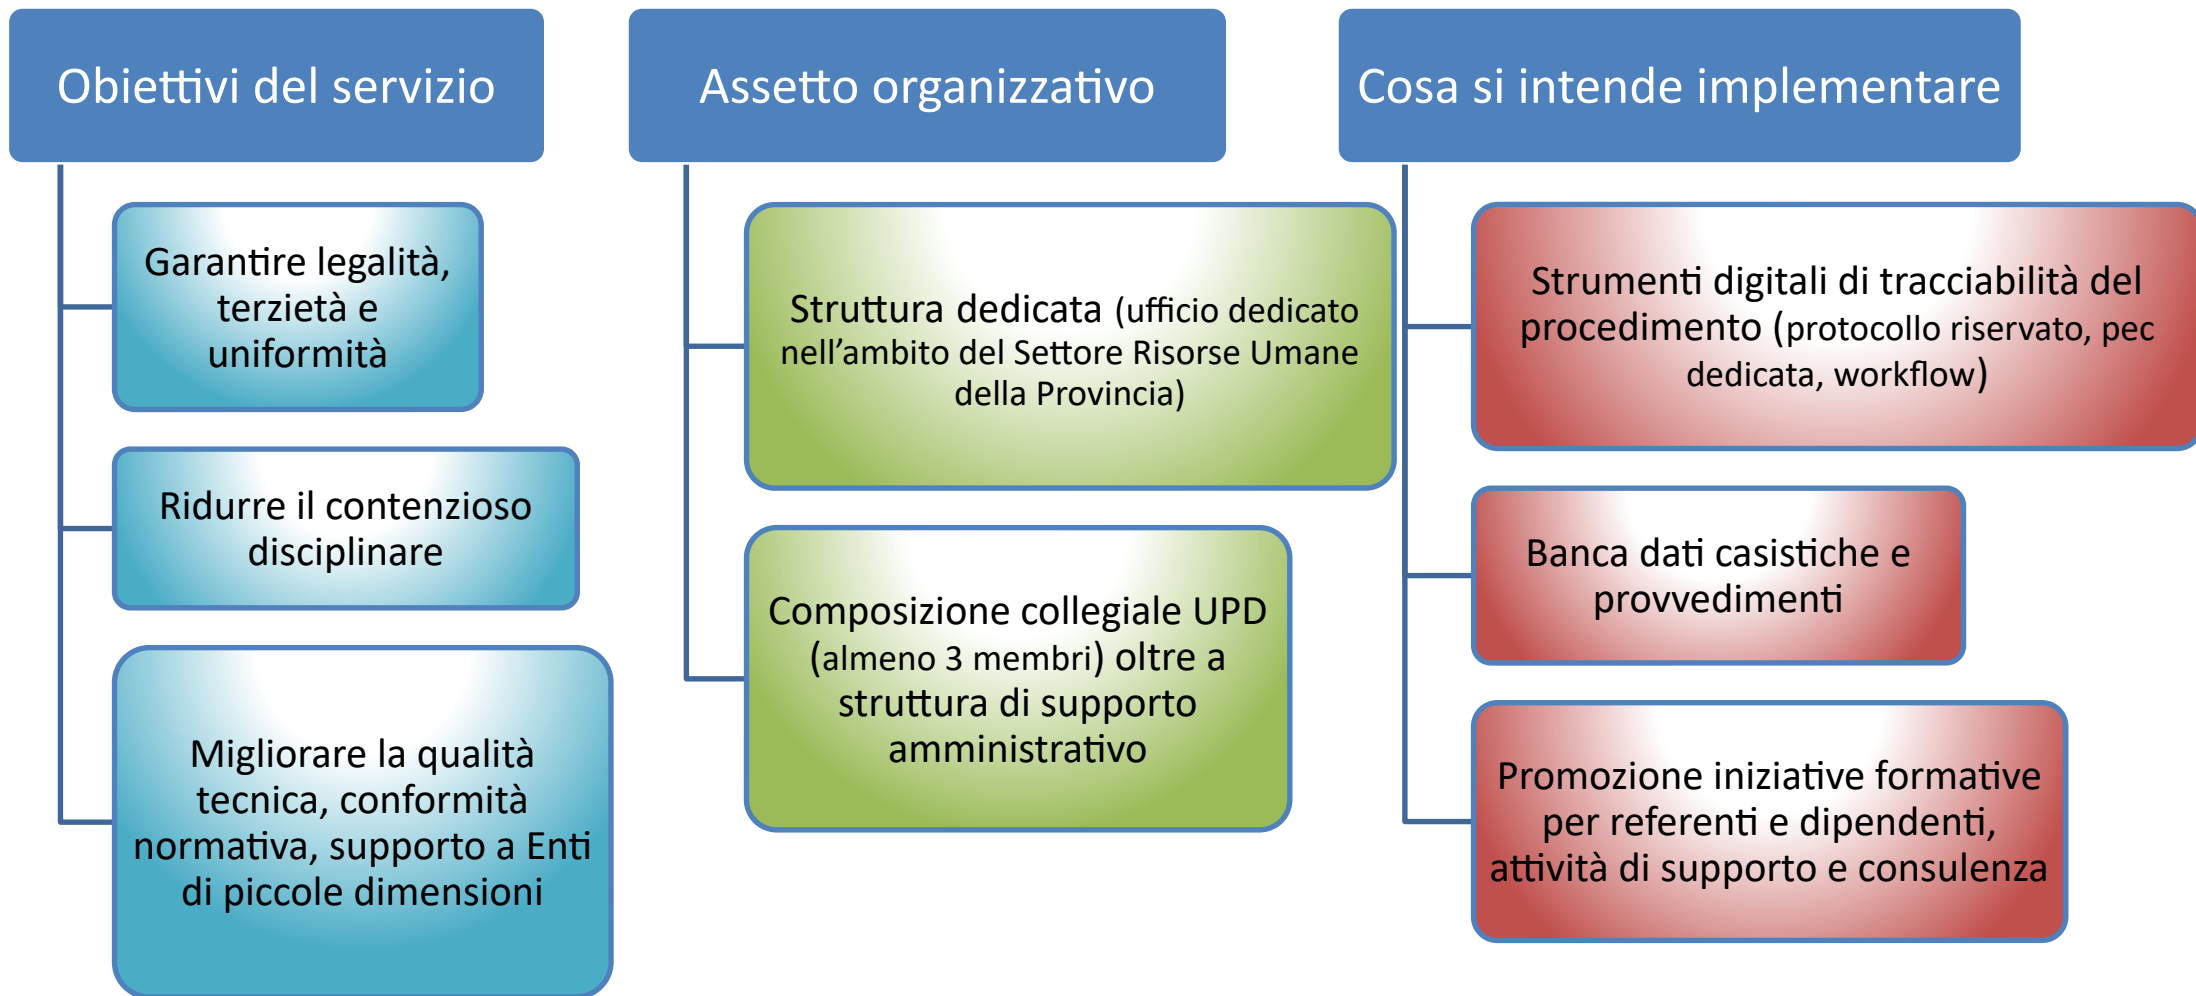 Obiettivi del servizio
Garantire legalità,
terzietà e
uniformità
Ridurre il contenzioso
disciplinare
Migliorare la qualità
tecnica, conformità
normativa, supporto a Enti
di piccole dimensioni
Assetto organizzativo
Struttura dedicata (ufficio dedicato
nell’ambito del Settore Risorse Umane
della Provincia)
Composizione collegiale UPD
(almeno 3 membri) oltre a
struttura di supporto
amministrativo
Cosa si intende implementare
Strumenti digitali di tracciabilità del
procedimento (protocollo riservato, pec
dedicata, workflow)
Banca dati casistiche e
provvedimenti
Promozione iniziative formative
per referenti e dipendenti,
attività di supporto e consulenza